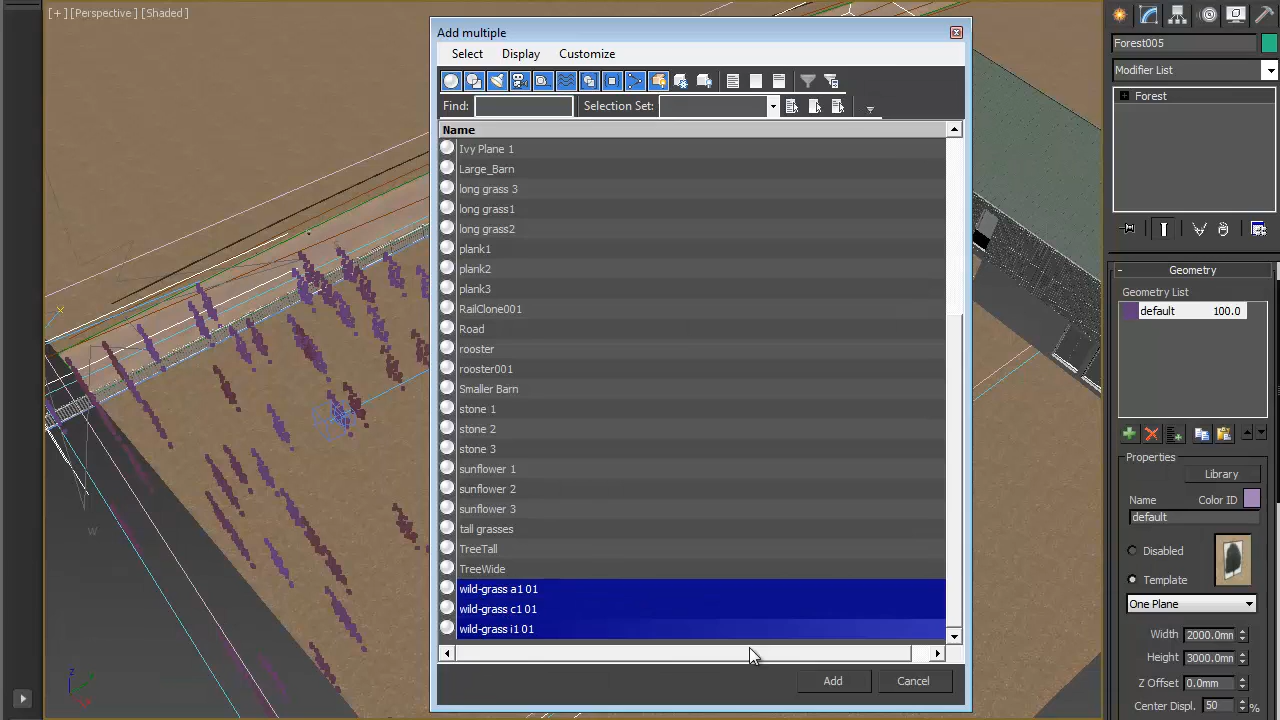 [ + ] [Perspective ] [Shaded ]
Add multiple
Select Display Customize
Find: Selection Set:
Name
Ivy Plane 1
Large_Barn
long grass 3
long grass1
long grass2
plank1
plank2
plank3
RailClone001
Road
rooster
rooster001
Smaller Barn
stone 1
stone 2
stone 3
sunflower 1
sunflower 2
sunflower 3
tall grasses
TreeTall
TreeWide
wild-grass a1 01
wild-grass c1 01
wild-grass i1 01
Add Cancel
Forest005
Modifier List
Forest
Geometry
Geometry List
default 100.0
Properties
Library
Name Color ID
default
Disabled
Template
One Plane
Width 2000.0mn
Height 3000.0mn
Z Offset 0.0mm
Center Displ. 50 %
W
z